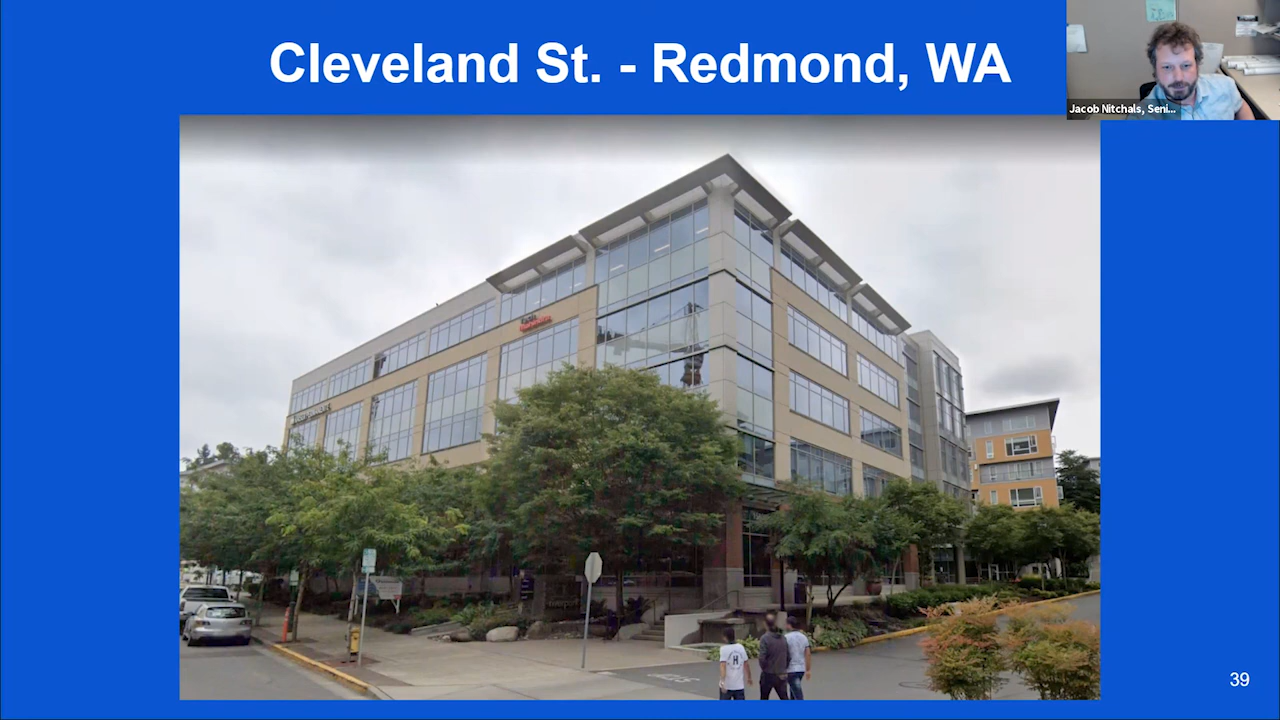 Cleveland St. - Redmond, WA
Jacob Nitchals, Seni...
39